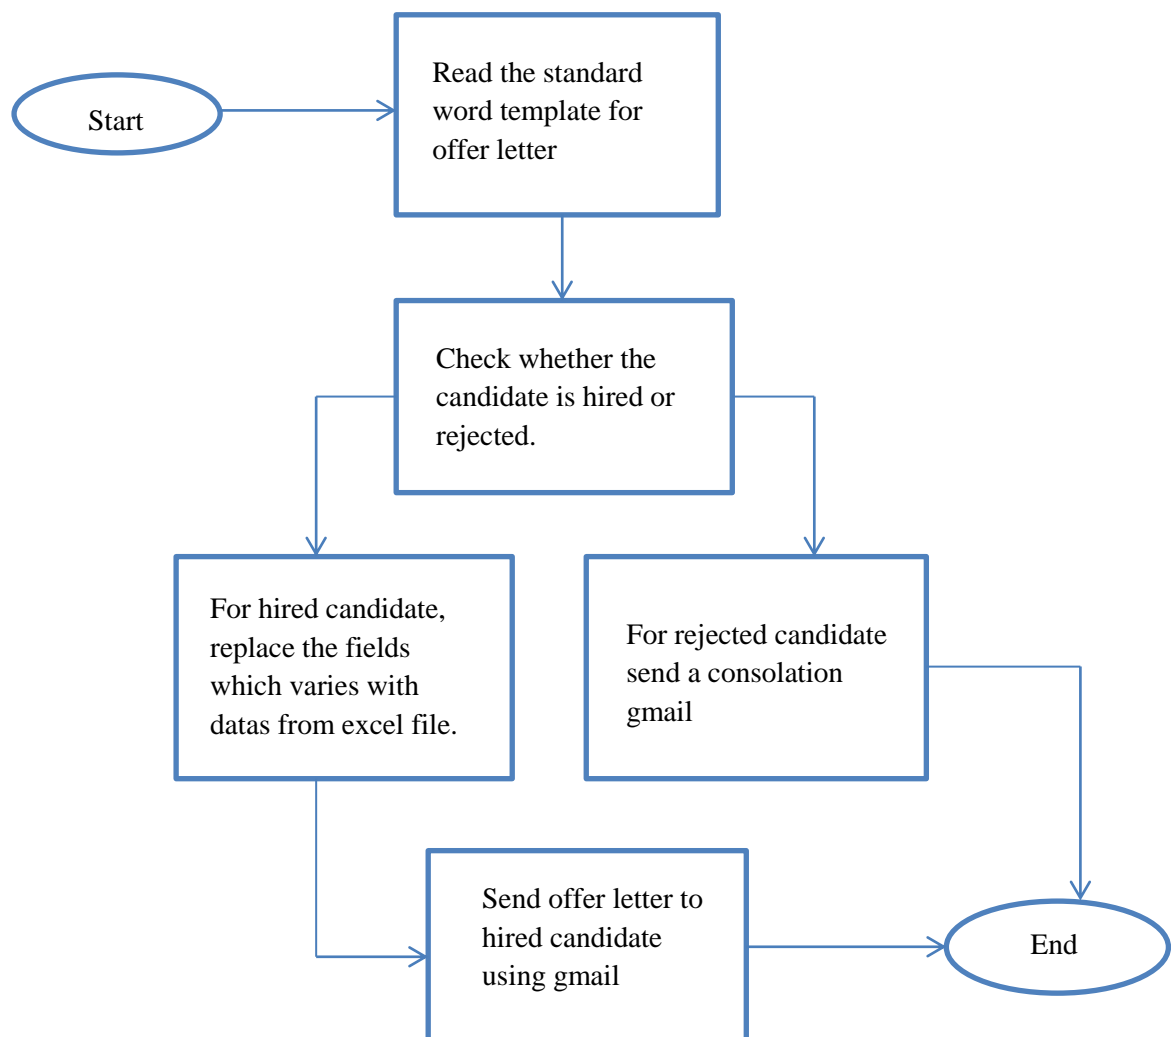 Start
Read the standard
word template for
offer letter
Check whether the
candidate is hired or
rejected.
For hired candidate,
replace the fields
which varies with
datas from excel file.
For rejected candidate
send a consolation
gmail
Send offer letter to
hired candidate
using gmail
End